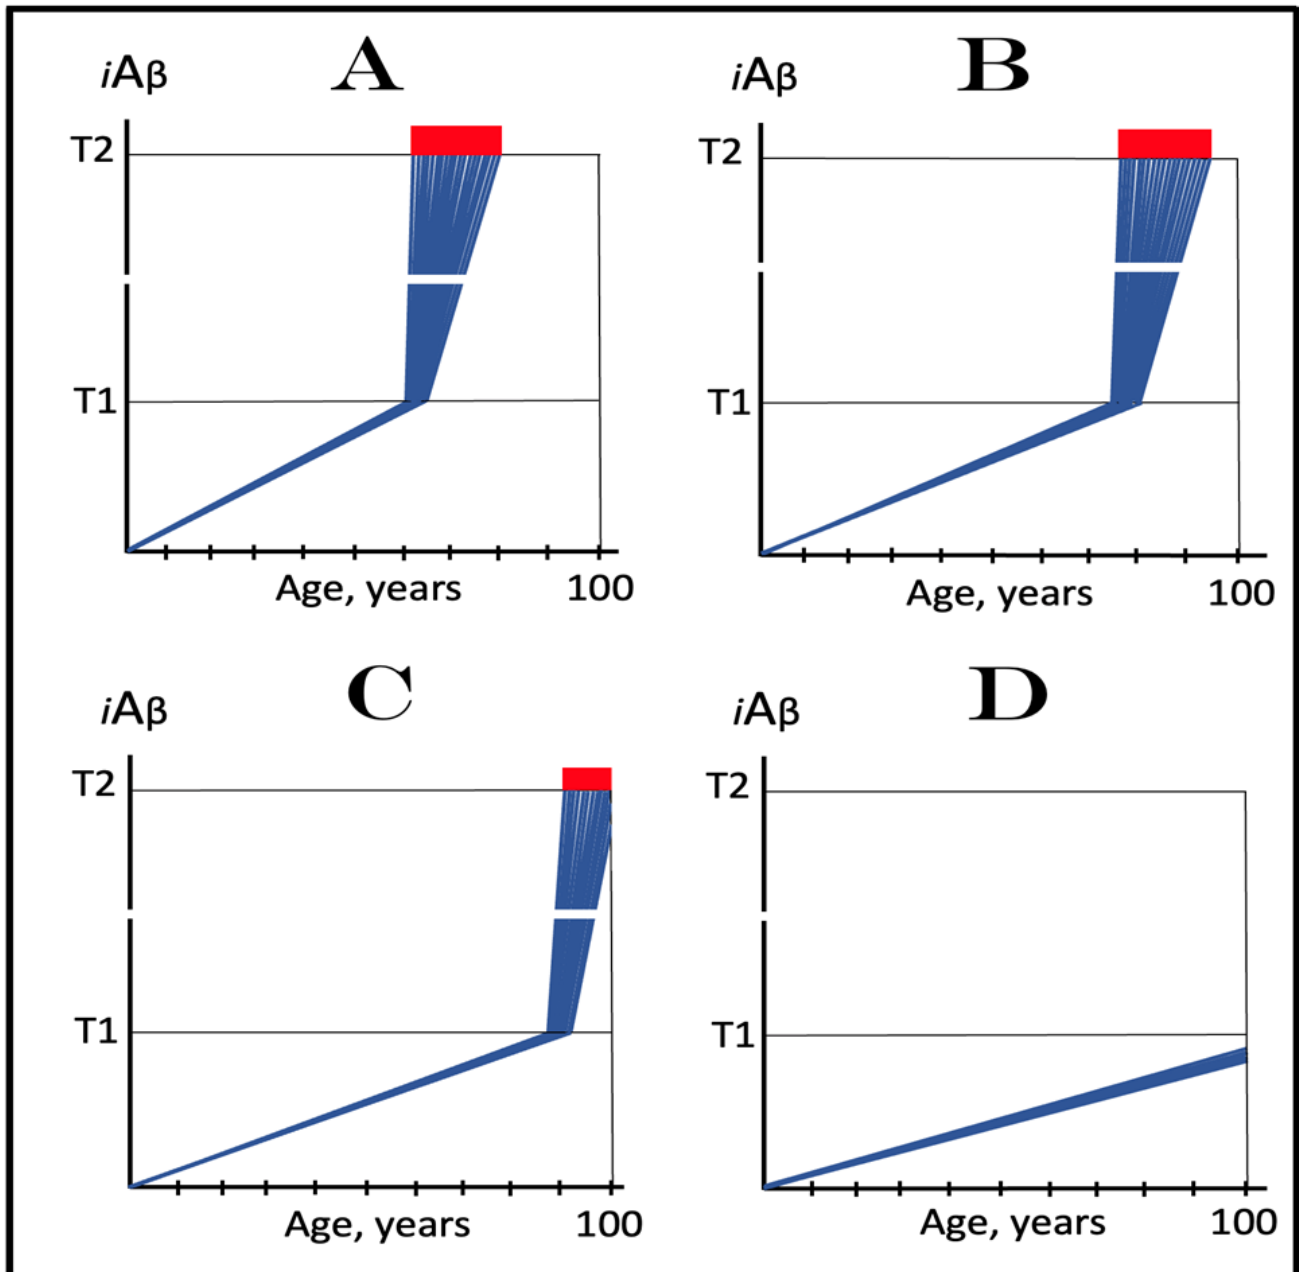 iAβ A
T2
T1
Age, years 100
iAβ B
T2
T1
Age, years 100
iAβ C
T2
T1
Age, years 100
iAβ D
T2
T1
Age, years 100